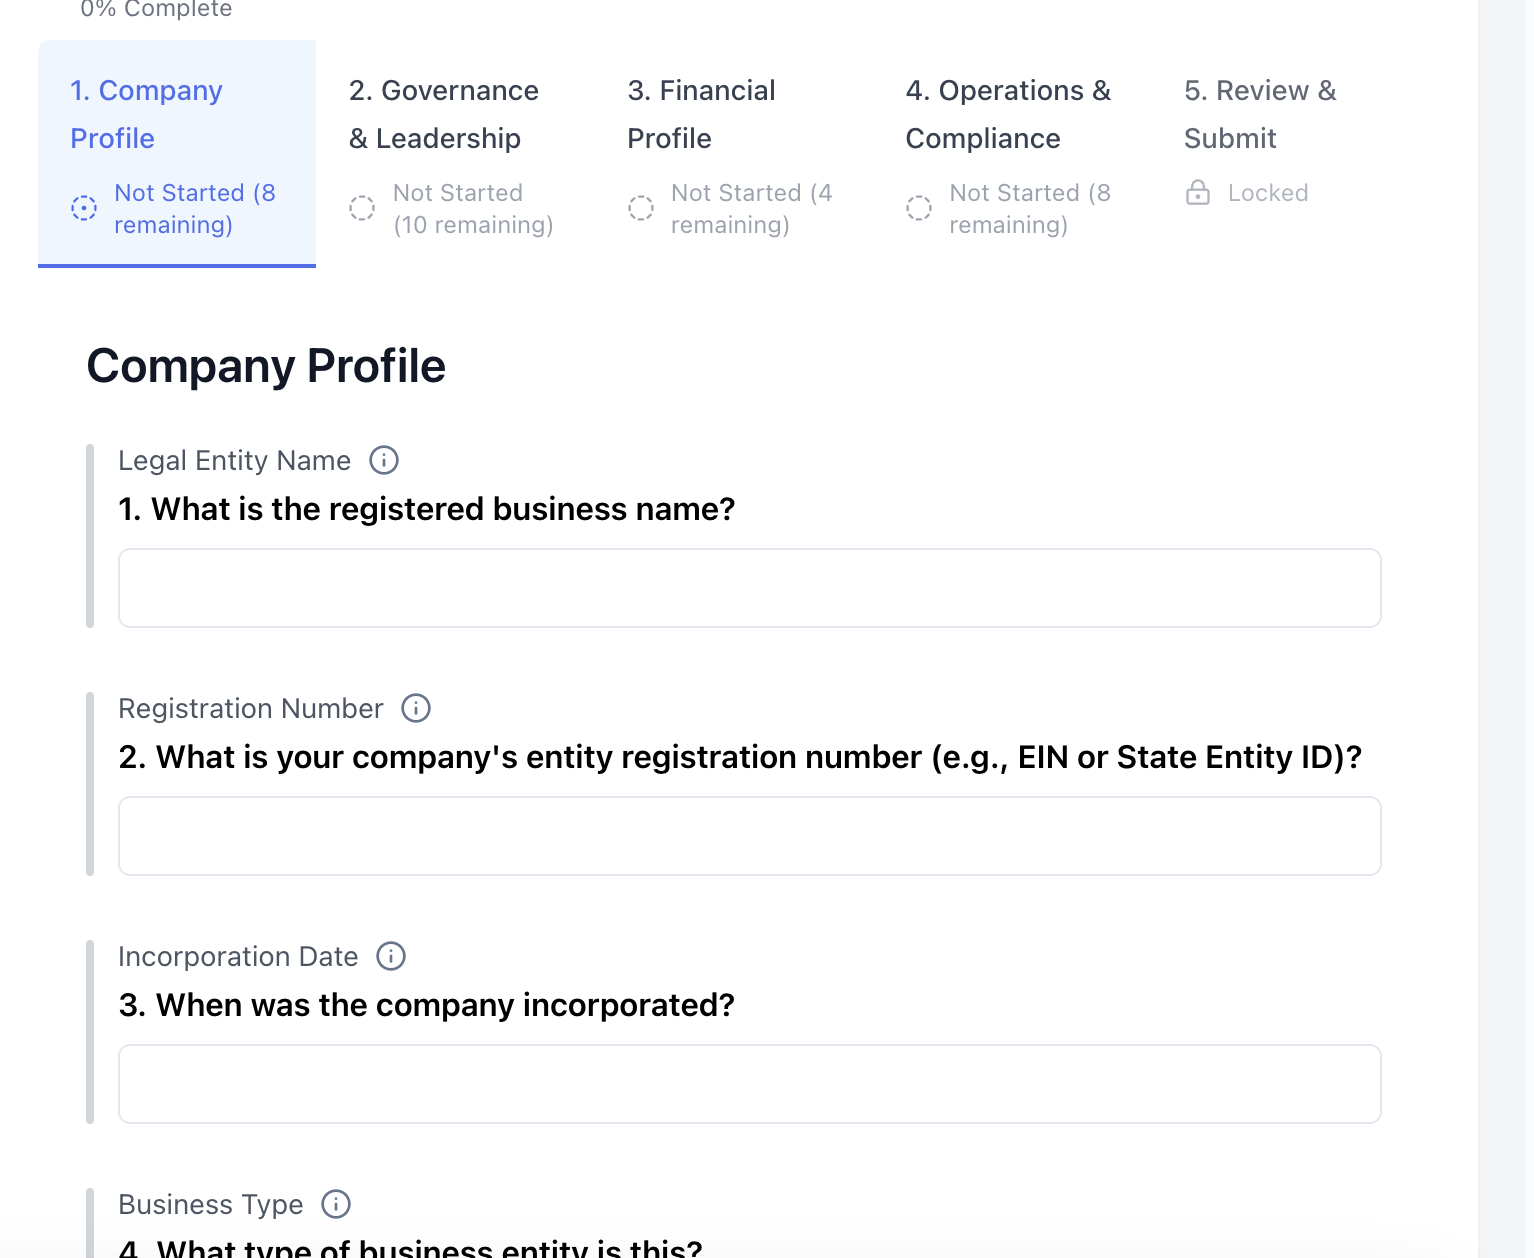 0% Complete
1. Company
Profile
Not Started (8
remaining)
2. Governance
& Leadership
Not Started
(10 remaining)
3. Financial
Profile
Not Started (4
remaining)
4. Operations &
Compliance
Not Started (8
remaining)
5. Review &
Submit
Locked
Company Profile
Legal Entity Name
1. What is the registered business name?
Registration Number
2. What is your company's entity registration number (e.g., EIN or State Entity ID)?
Incorporation Date
3. When was the company incorporated?
Business Type
4. What type of business entity is this?